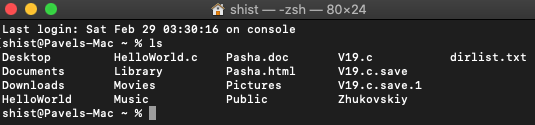 shist — -zsh — 80×24
Last login: Sat Feb 29 03:30:16 on console
[shist@Pavels-Mac ~ % ls
Desktop HelloWorld.c Pasha.doc V19.c dirlist.txt
Documents Library Pasha.html V19.c.save
Downloads Movies Pictures V19.c.save.1
HelloWorld Music Public Zhukovskiy
shist@Pavels-Mac ~ %